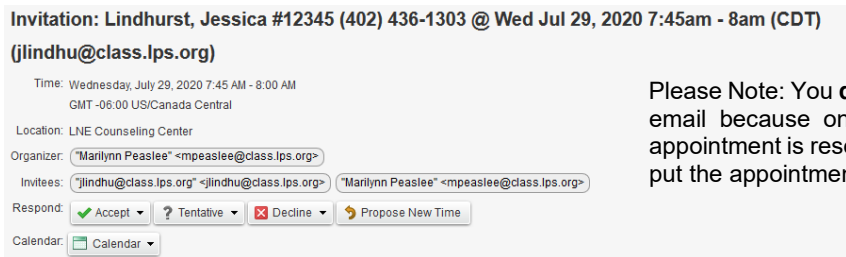 Invitation: Lindhurst, Jessica #12345 (402) 436-1303 @ Wed Jul 29, 2020 7:45am - 8am (CDT)
(jlindhu@class.lps.org)
Time: Wednesday, July 29, 2020 7:45 AM - 8:00 AM
GMT -06:00 US/Canada Central
Location: LNE Counseling Center
Organizer: "Marilynn Peaslee" <mpeaslee@class.lps.org>
Invitees: "jlindhu@class.lps.org" <jlindhu@class.lps.org> "Marilynn Peaslee" <mpeaslee@class.lps.org>
Respond: Accept ? Tentative Decline Propose New Time
Calendar: Calendar
Please Note: You
email because on
appointment is
put the